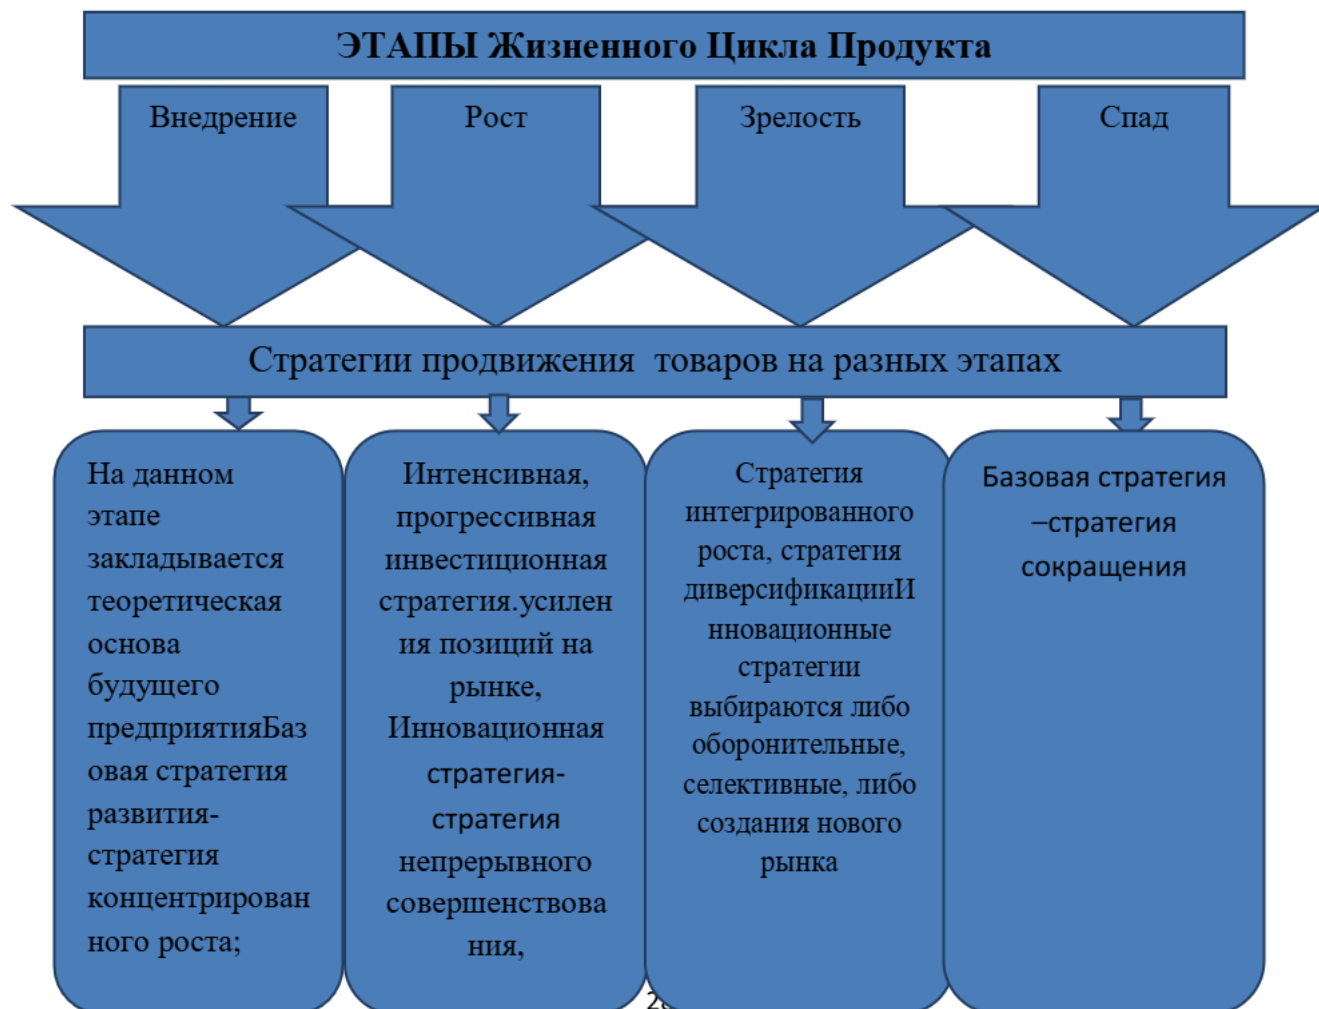 ЭТАПЫ Жизненного Цикла Продукта
Внедрение
Рост
Зрелость
Спад
Стратегии продвижения товаров на разных этапах
На данном
этапе
закладывается
теоретическая
основа
будущего
предприятияБаз
овая стратегия
развития-
стратегия
концентрирован
ного роста;
Интенсивная,
прогрессивная
инвестиционная
стратегия.усилен
ия позиций на
рынке,
Инновационная
стратегия-
стратегия
непрерывного
совершенствова
ния,
Стратегия
интегрированного
роста, стратегия
диверсификацииИ
нновационные
стратегии
выбираются либо
оборонительные,
селективные, либо
создания нового
рынка
Базовая стратегия
–стратегия
сокращения